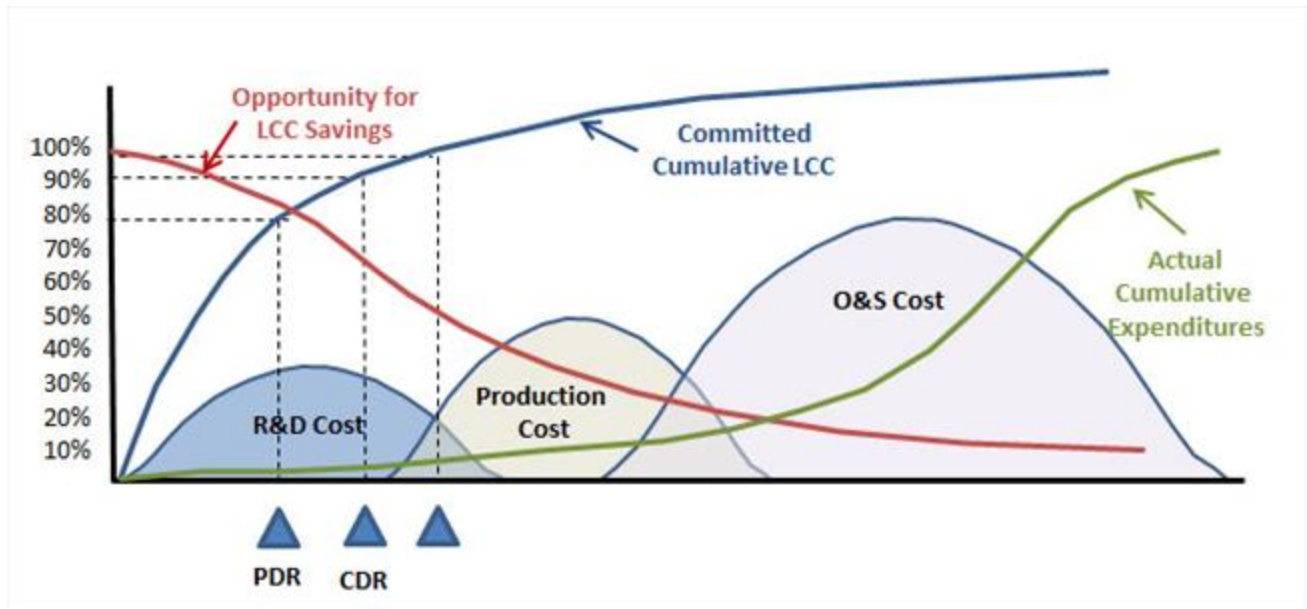 Opportunity for
LCC Savings
Committed
Cumulative LCC
100%
90%
80%
70%
60%
50%
40%
30%
20%
10%
O&S Cost
Actual
Cumulative
Expenditures
Production
Cost
R&D Cost
PDR
CDR